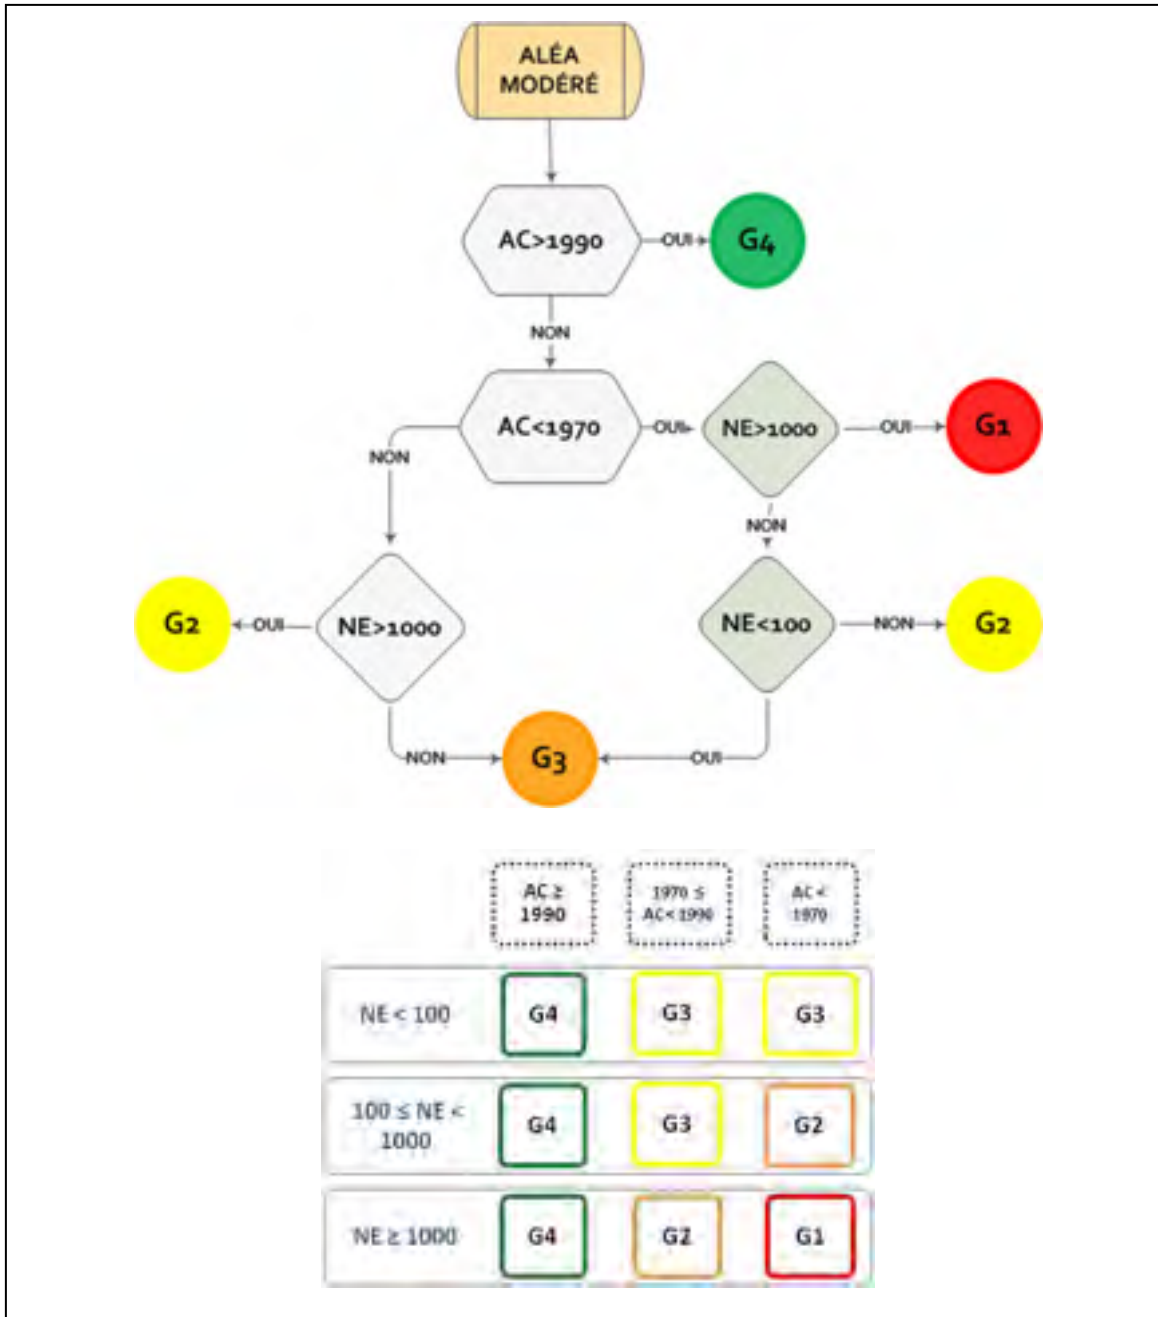 ALÉA
MODÉRÉ
AC>1990
OUI
G4
NON
AC<1970
OUI
NE>1000
OUI
G1
NON
NON
G2
OUI
NE>1000
NE<100
NON
G2
NON
G3
OUI
AC ≥
1990
1970 ≤
AC< 1990
AC <
1970
NE < 100
G4
G3
G3
100 ≤ NE <
1000
G4
G3
G2
NE ≥ 1000
G4
G2
G1